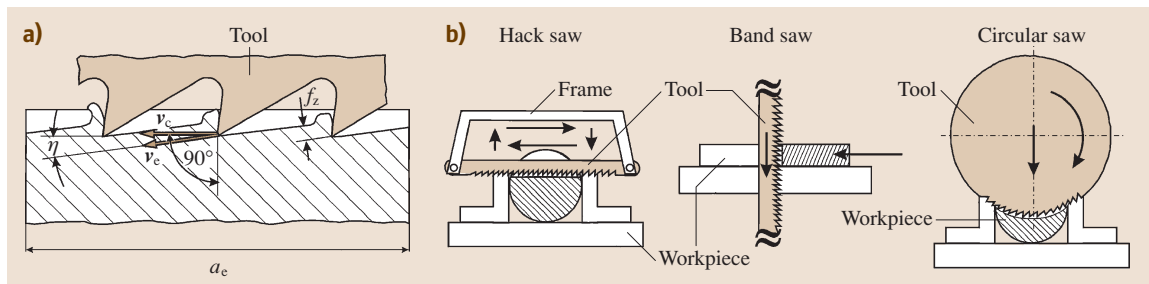 a)
Tool
v_c
f_z
η
v_e
90°
a_e
b)
Hack saw
Band saw
Circular saw
Frame
Tool
Tool
Workpiece
Workpiece